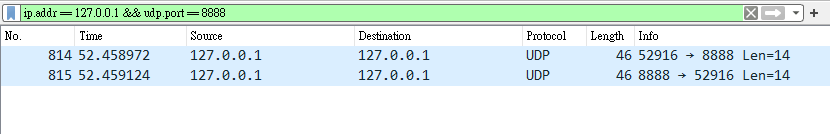 ip.addr == 127.0.0.1 && udp.port == 8888
No. Time Source Destination Protocol Length Info
814 52.458972 127.0.0.1 127.0.0.1 UDP 46 52916 → 8888 Len=14
815 52.459124 127.0.0.1 127.0.0.1 UDP 46 8888 → 52916 Len=14